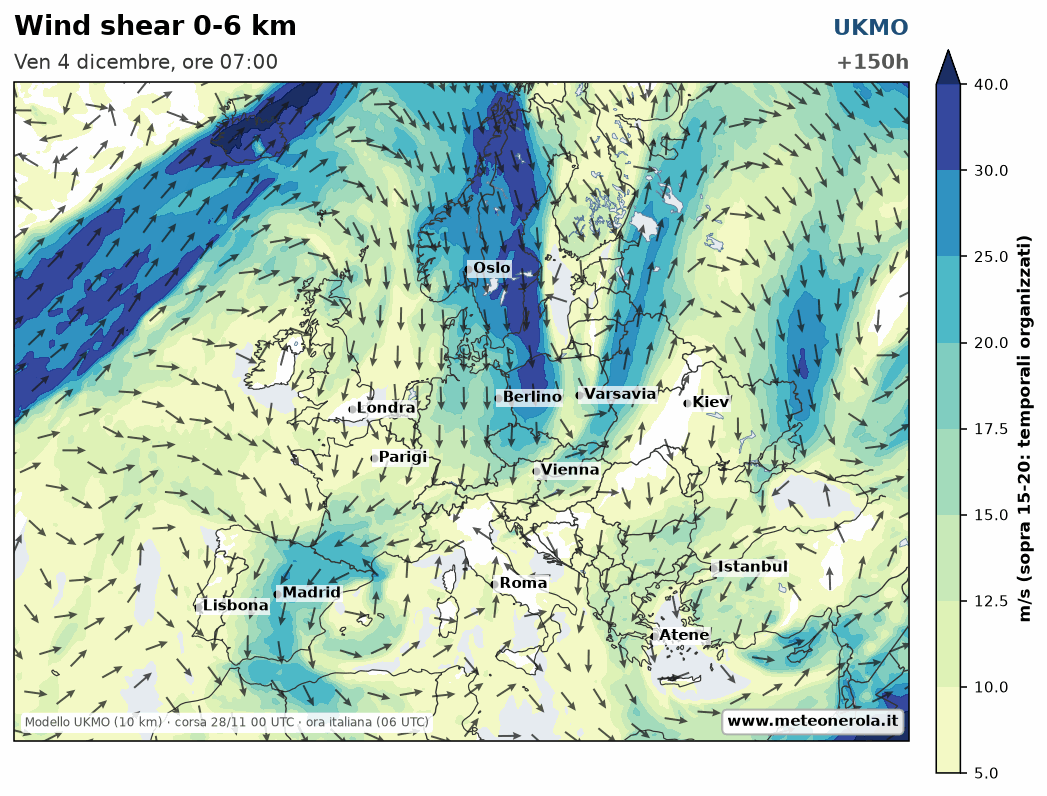 Wind shear 0-6 km
UKMO
Ven 4 dicembre, ore 07:00
+150h
Oslo
Berlino
Varsavia
Kiev
Londra
Parigi
Vienna
Madrid
Lisbona
Roma
Istanbul
Atene
40.0
30.0
25.0
20.0
17.5
15.0
12.5
10.0
5.0
m/s (sopra 15-20: temporali organizzati)
Modello UKMO (10 km) · corsa 28/11 00 UTC · ora italiana (06 UTC)
www.meteonerola.it